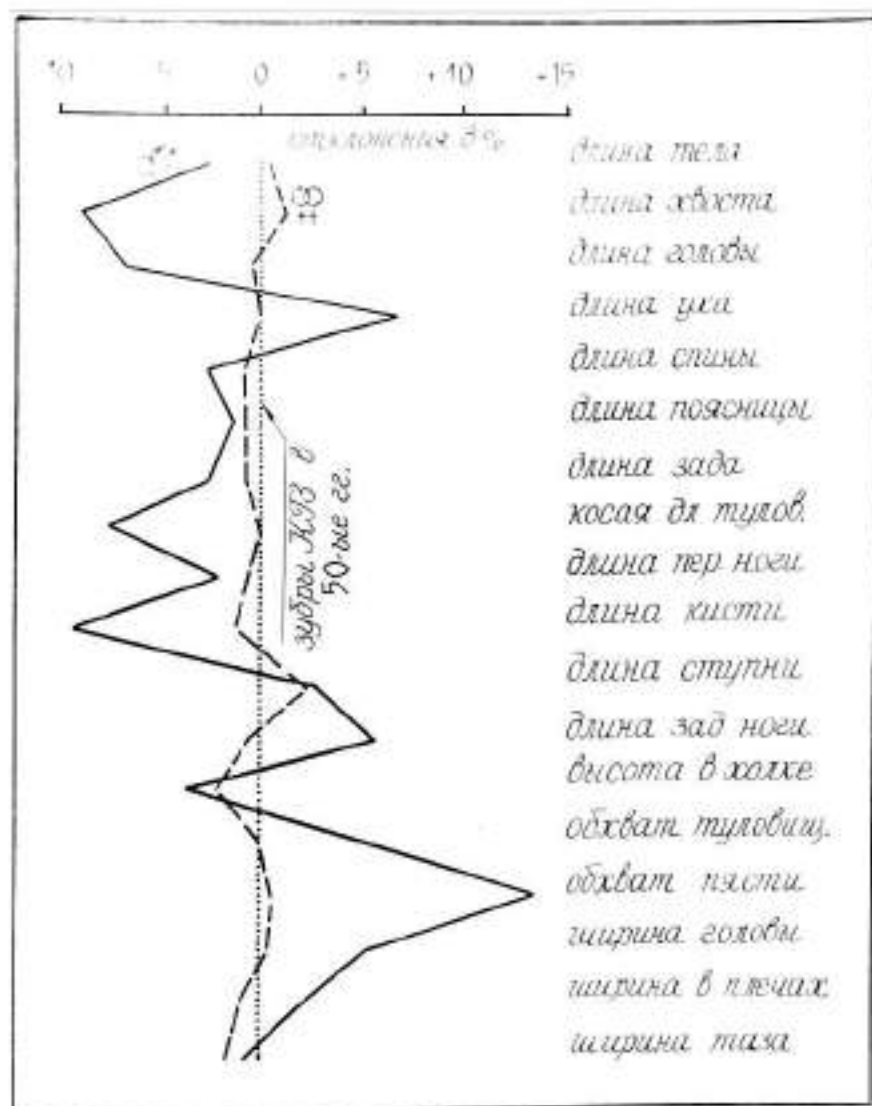 -10 -5 0 +5 +10 +15
отклонения в %
длина тела
длина хвоста
длина головы
длина уха
длина спины
длина поясницы
длина зада
косая дл тулов.
длина пер ноги
длина кисти
длина ступни
длина зад ноги
высота в холке
обхват туловищ.
обхват пясти
ширина головы
ширина в плечах
ширина таза
зубры КЯЗ в
50-ые гг.